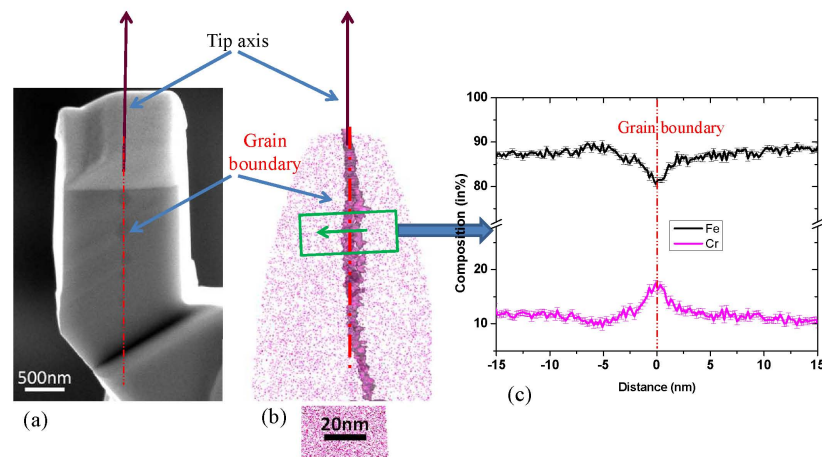 Tip axis
Grain
boundary
500nm
(a)
20nm
(b)
Composition (in%)
100
90
80
20
10
Grain boundary
Fe
Cr
-15
-10
-5
0
5
10
15
Distance (nm)
(c)